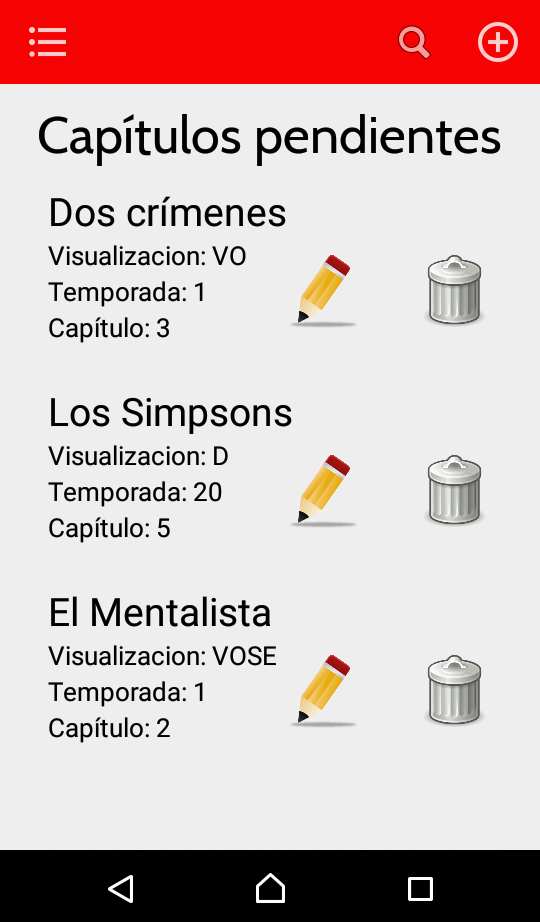 Capítulos pendientes
Dos crímenes
Visualizacion: VO
Temporada: 1
Capítulo: 3
Los Simpsons
Visualizacion: D
Temporada: 20
Capítulo: 5
El Mentalista
Visualizacion: VOSE
Temporada: 1
Capítulo: 2